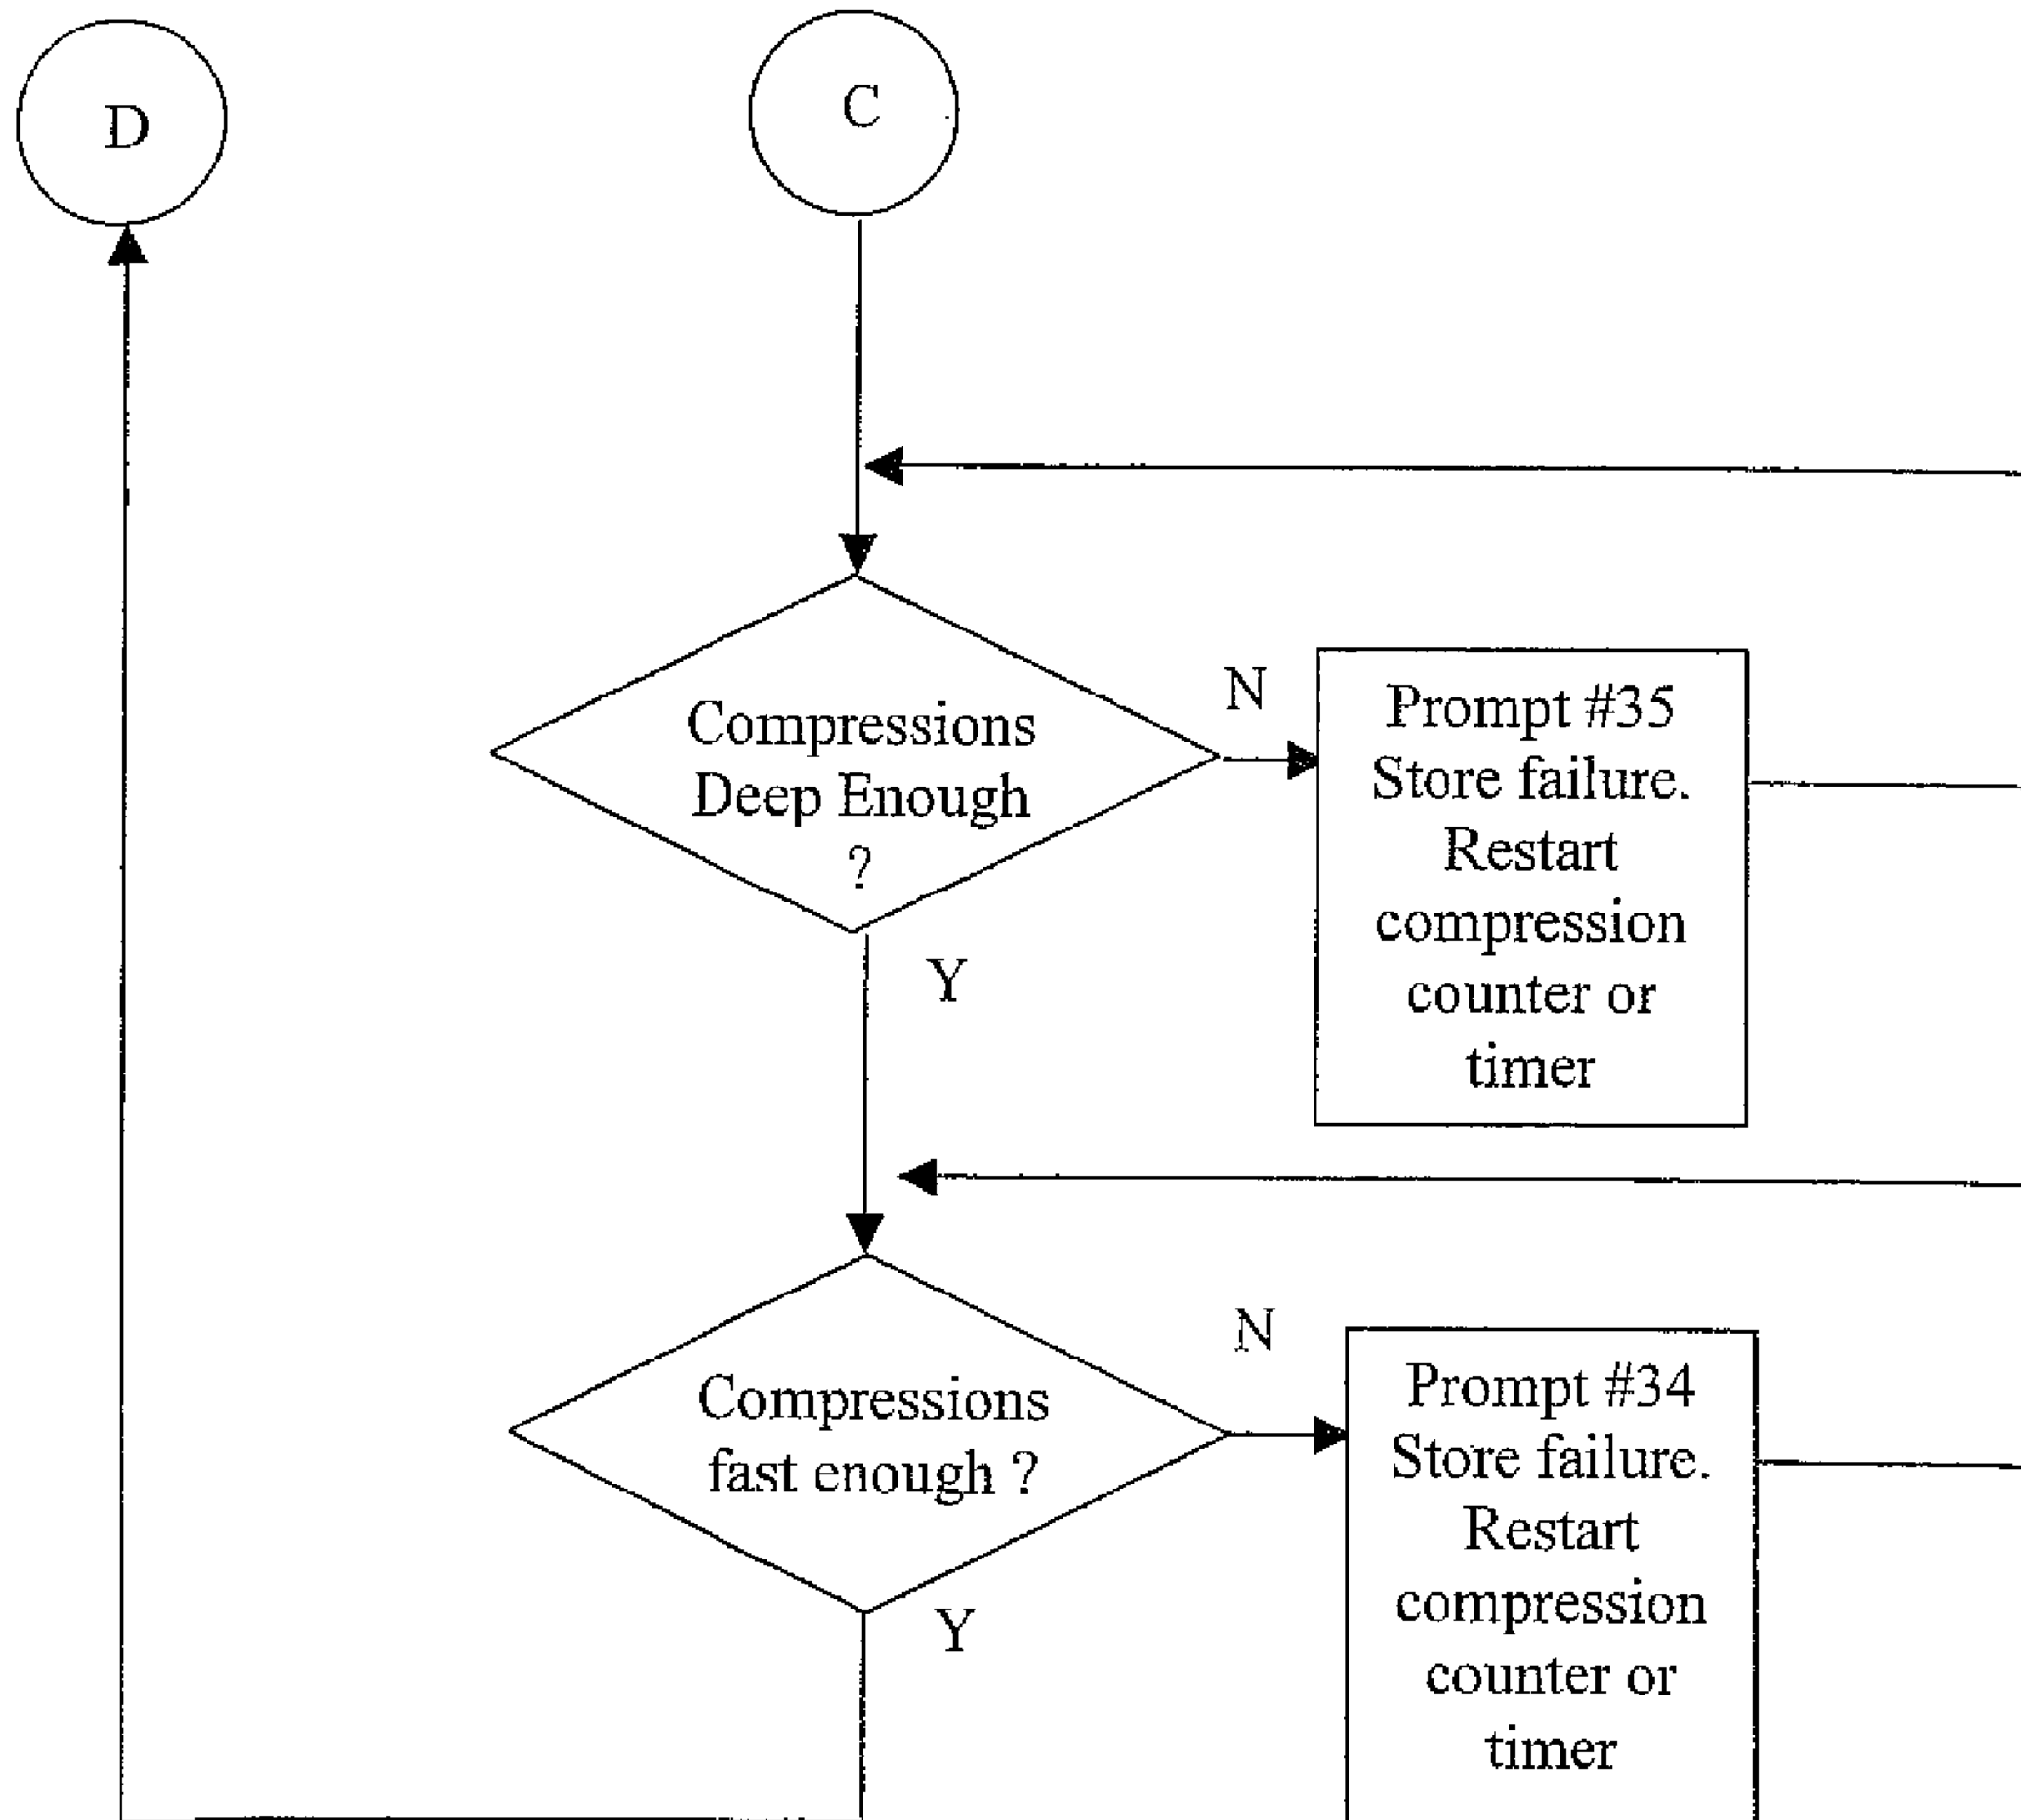 D
C
Compressions
Deep Enough
?
N
Prompt #35
Store failure.
Restart
compression
counter or
timer
Y
Compressions
fast enough ?
N
Prompt #34
Store failure.
Restart
compression
counter or
timer
Y